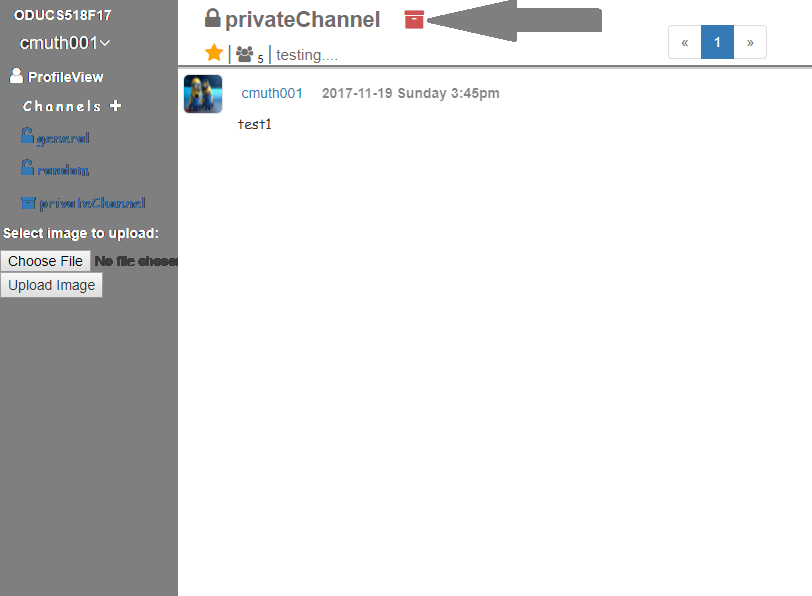 ODUCS518F17
cmuth001
ProfileView
Channels +
general
random
privateChannel
Select image to upload:
Choose File No file chosen
Upload Image
privateChannel
| 5 | testing....
« 1 »
cmuth001 2017-11-19 Sunday 3:45pm
test1